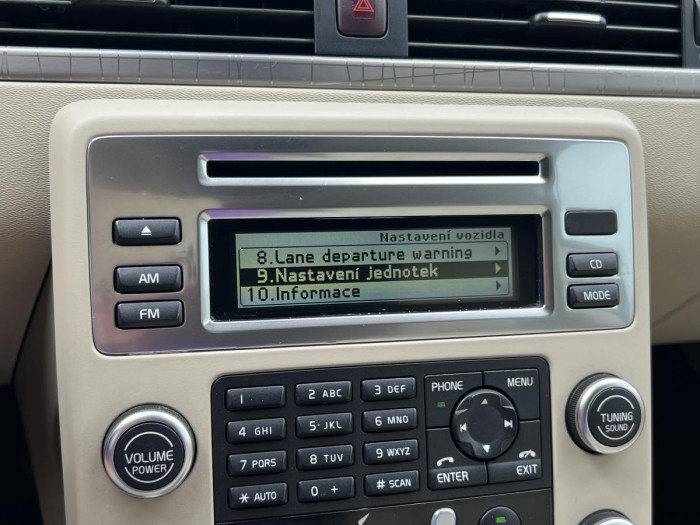 Nastavení vozidla
8.Lane departure warning
9.Nastavení jednotek
10.Informace
AM
CD
FM
MODE
1
2 ABC
3 DEF
PHONE
MENU
4 GHI
5-JKL
6 MNO
TUNING
SOUND
VOLUME
POWER
7 PQRS
8 TUV
9 WXYZ
ENTER
EXIT
* AUTO
0 +
# SCAN